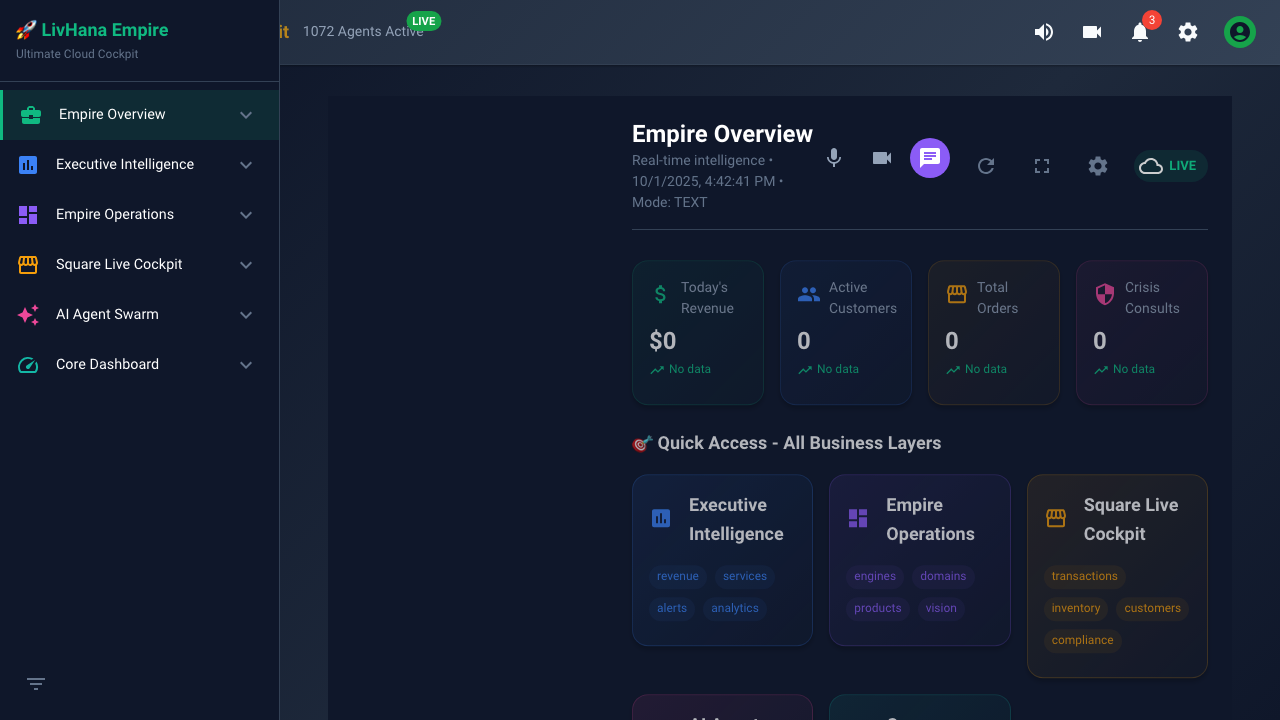 🚀 LivHana Empire
Ultimate Cloud Cockpit
it
1072 Agents Active
LIVE
3
Empire Overview
Executive Intelligence
Empire Operations
Square Live Cockpit
AI Agent Swarm
Core Dashboard
Empire Overview
Real-time intelligence •
10/1/2025, 4:42:41 PM •
Mode: TEXT
LIVE
Today's
Revenue
$0
No data
Active
Customers
0
No data
Total
Orders
0
No data
Crisis
Consults
0
No data
🎯 Quick Access - All Business Layers
Executive
Intelligence
revenue
services
alerts
analytics
Empire
Operations
engines
domains
products
vision
Square Live
Cockpit
transactions
inventory
customers
compliance